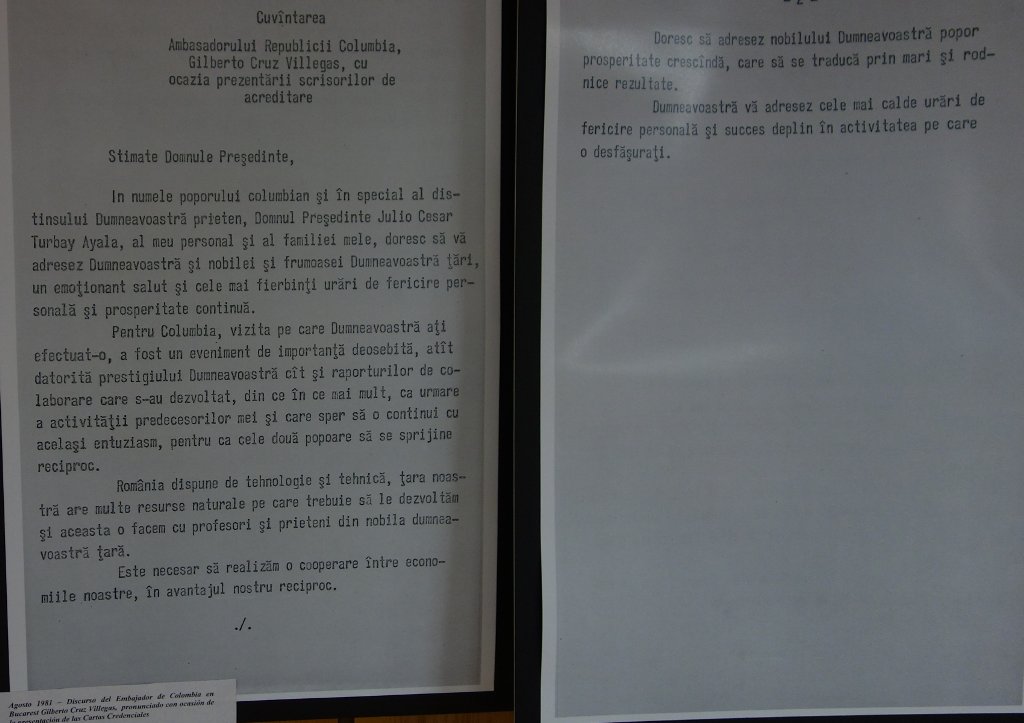 Cuvîntarea
Ambasadorului Republicii Columbia,
Gilberto Cruz Villegas, cu
ocazia prezentării scrisorilor de
acreditare
Stimate Domnule Preşedinte,
In numele poporului columbian şi în special al dis-
tinsului Dumneavoastră prieten, Domnul Preşedinte Julio Cesar
Turbay Ayala, al meu personal şi al familiei mele, doresc să vă
adresez Dumneavoastră şi nobilei şi frumoasei Dumneavoastră ţări,
un emoţionant salut şi cele mai fierbinţi urări de fericire per-
sonală şi prosperitate continuă.
Pentru Columbia, vizita pe care Dumneavoastră aţi
efectuat-o, a fost un eveniment de importanţă deosebită, atît
datorită prestigiului Dumneavoastră cît şi raporturilor de co-
laborare care s-au dezvoltat, din ce în ce mai mult, ca urmare
a activităţii predecesorilor mei şi care sper să o continui cu
acelaşi entuziasm, pentru ca cele două popoare să se sprijine
reciproc.
România dispune de tehnologie şi tehnică, ţara noas-
tră are multe resurse naturale pe care trebuie să le dezvoltăm
şi aceasta o facem cu profesori şi prieteni din nobila dumnea-
voastră ţară.
Este necesar să realizăm o cooperare între econo-
miile noastre, în avantajul nostru reciproc.
./.
Agosto 1981 – Discurso del Embajador de Colombia en
Bucarest Gilberto Cruz Villegas, pronunciado con ocasión de
la presentación de las Cartas Credenciales
- 2 -
Doresc să adresez nobilului Dumneavoastră popor
prosperitate crescîndă, care să se traducă prin mari şi rod-
nice rezultate.
Dumneavoastră vă adresez cele mai calde urări de
fericire personală şi succes deplin în activitatea pe care
o desfăşuraţi.